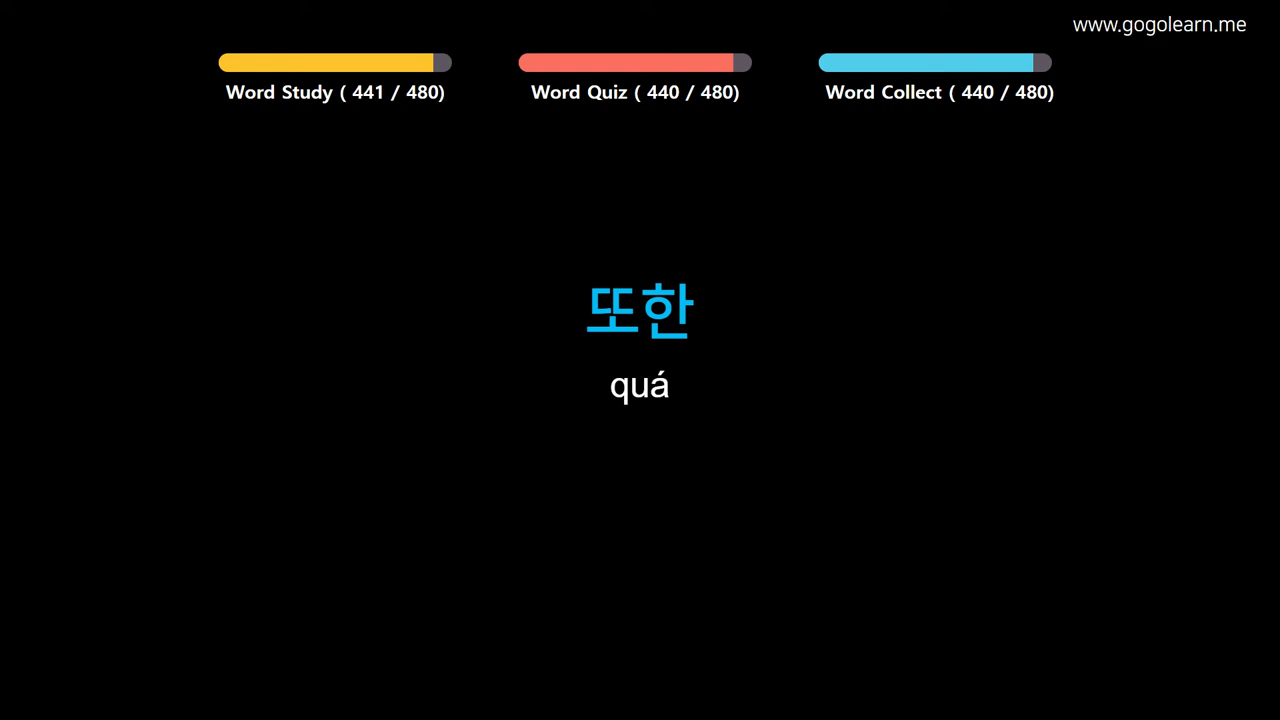 www.gogolearn.me
Word Study ( 441 / 480)
Word Quiz ( 440 / 480)
Word Collect ( 440 / 480)
또한
quá